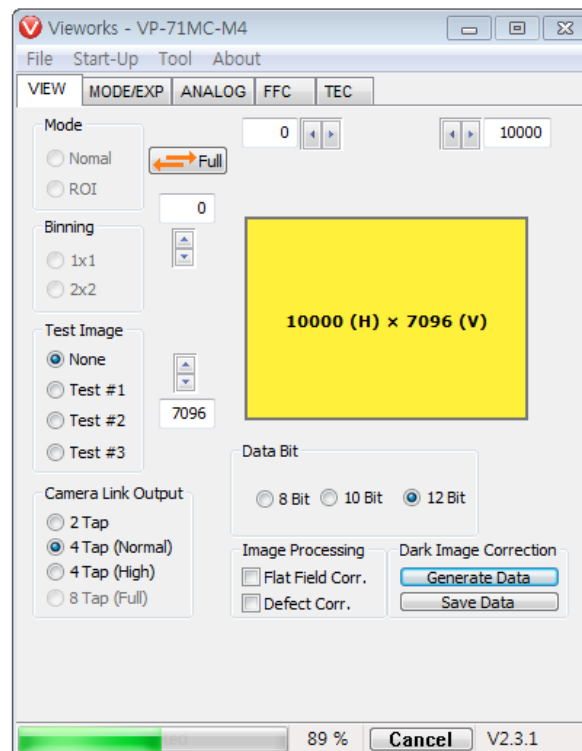 Vieworks - VP-71MC-M4
File Start-Up Tool About
VIEW MODE/EXP ANALOG FFC TEC
Mode
Nomal
ROI
Full
0
10000
0
Binning
1x1
2x2
10000 (H) × 7096 (V)
Test Image
None
Test #1
Test #2
Test #3
7096
Data Bit
8 Bit 10 Bit 12 Bit
Camera Link Output
2 Tap
4 Tap (Normal)
4 Tap (High)
8 Tap (Full)
Image Processing
Flat Field Corr.
Defect Corr.
Dark Image Correction
Generate Data
Save Data
89 % Cancel V2.3.1